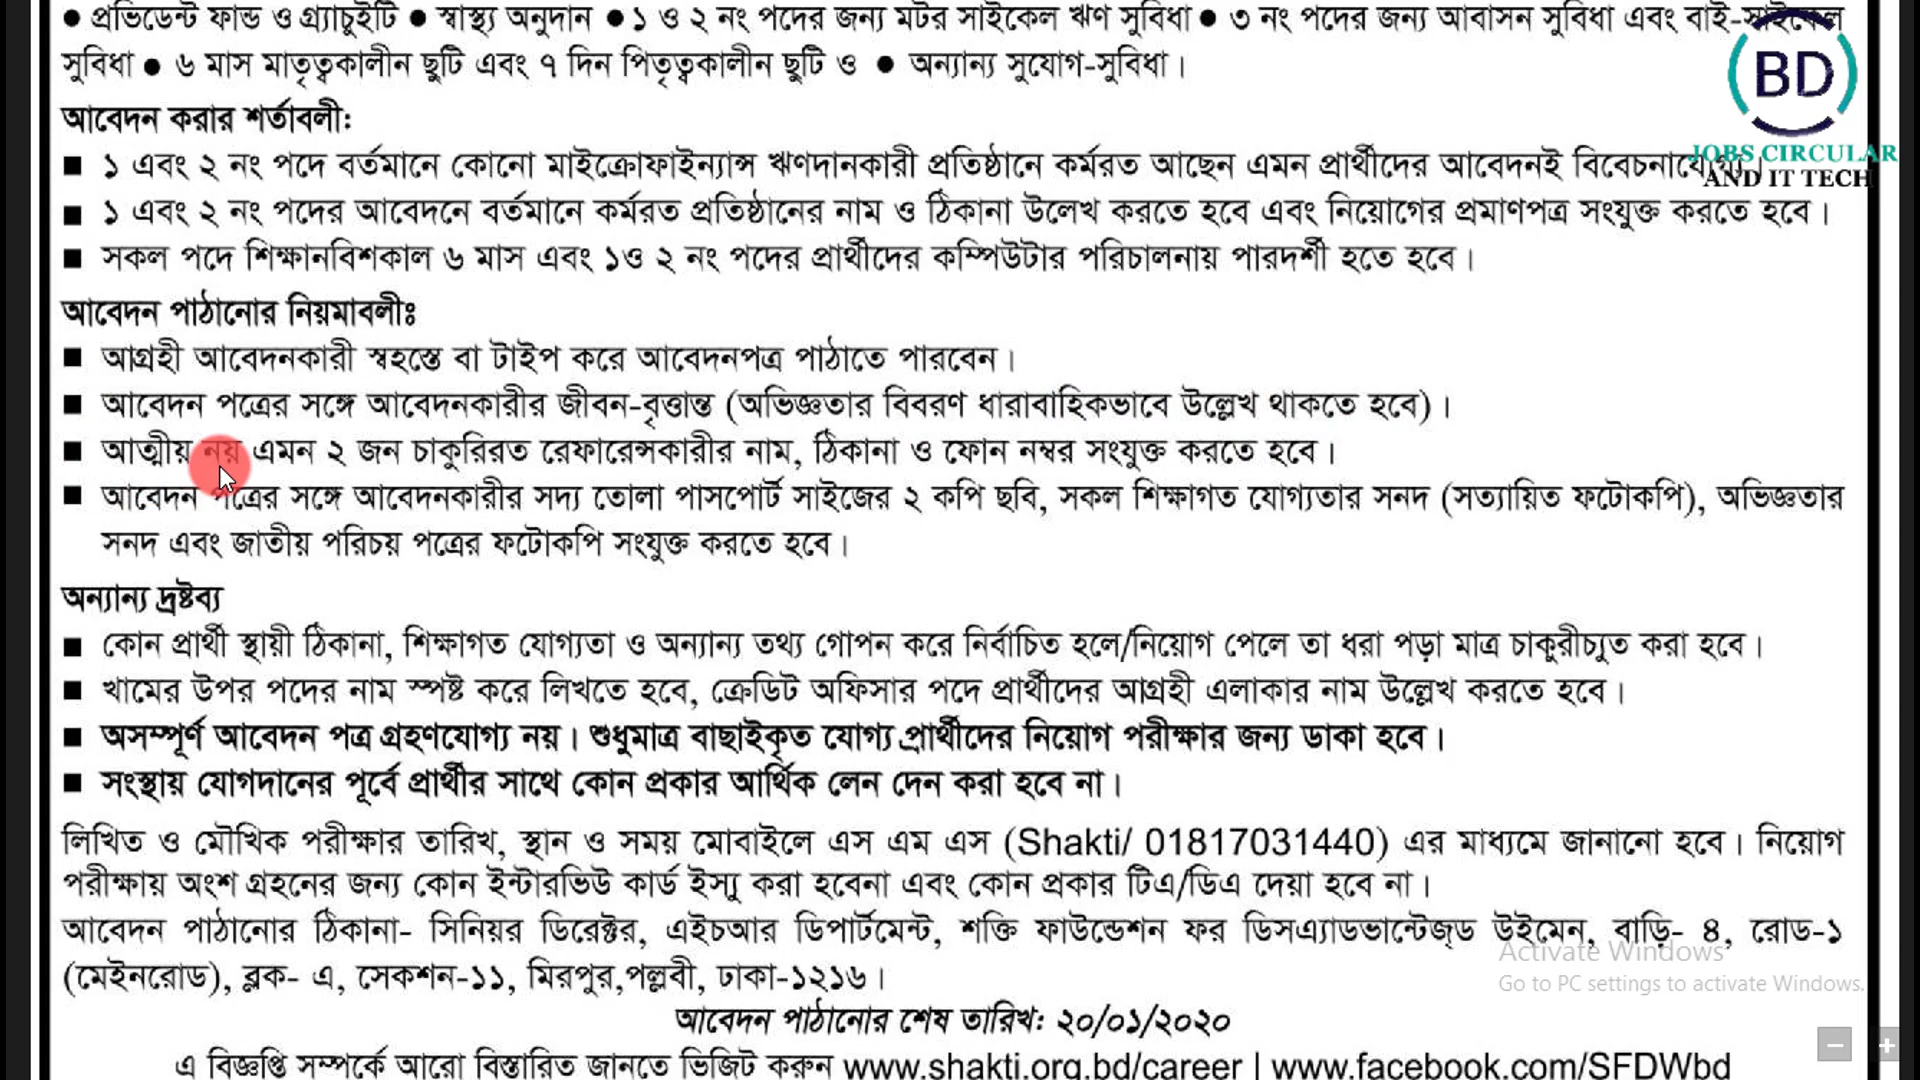 ● প্রভিডেন্ট ফান্ড ও গ্র্যাচুইটি ● স্বাস্থ্য অনুদান ● ১ ও ২ নং পদের জন্য মটর সাইকেল ঋণ সুবিধা ● ৩ নং পদের জন্য আবাসন সুবিধা এবং বাই-সাইকেল
সুবিধা ● ৬ মাস মাতৃত্বকালীন ছুটি এবং ৭ দিন পিতৃত্বকালীন ছুটি ও ● অন্যান্য সুযোগ-সুবিধা।
BD
JOBS CIRCULAR
AND IT TECH
আবেদন করার শর্তাবলী:
■ ১ এবং ২ নং পদে বর্তমানে কোনো মাইক্রোফাইন্যান্স ঋণদানকারী প্রতিষ্ঠানে কর্মরত আছেন এমন প্রার্থীদের আবেদনই
■ ১ এবং ২ নং পদের আবেদনে বর্তমানে কর্মরত প্রতিষ্ঠানের নাম ও ঠিকানা উলেখ করতে হবে এবং নিয়োগের প্রমাণপত্র সংযুক্ত করতে হবে।
■ সকল পদে শিক্ষানবিশকাল ৬ মাস এবং ১ও ২ নং পদের প্রার্থীদের কম্পিউটার পরিচালনায় পারদর্শী হতে হবে।
আবেদন পাঠানোর নিয়মাবলীঃ
■ আগ্রহী আবেদনকারী স্বহস্তে বা টাইপ করে আবেদনপত্র পাঠাতে পারবেন।
■ আবেদন পত্রের সঙ্গে আবেদনকারীর জীবন-বৃত্তান্ত (অভিজ্ঞতার বিবরণ ধারাবাহিকভাবে উল্লেখ থাকতে হবে)।
■ আত্মীয় নয় এমন ২ জন চাকুরিরত রেফারেন্সকারীর নাম, ঠিকানা ও ফোন নম্বর সংযুক্ত করতে হবে।
■ আবেদন পত্রের সঙ্গে আবেদনকারীর সদ্য তোলা পাসপোর্ট সাইজের ২ কপি ছবি, সকল শিক্ষাগত যোগ্যতার সনদ (সত্যায়িত ফটোকপি), অভিজ্ঞতার
সনদ এবং জাতীয় পরিচয় পত্রের ফটোকপি সংযুক্ত করতে হবে।
অন্যান্য দ্রষ্টব্য
■ কোন প্রার্থী স্থায়ী ঠিকানা, শিক্ষাগত যোগ্যতা ও অন্যান্য তথ্য গোপন করে নির্বাচিত হলে/নিয়োগ পেলে তা ধরা পড়া মাত্র চাকুরীচ্যুত করা হবে।
■ খামের উপর পদের নাম স্পষ্ট করে লিখতে হবে, ক্রেডিট অফিসার পদে প্রার্থীদের আগ্রহী এলাকার নাম উল্লেখ করতে হবে।
■ অসম্পূর্ণ আবেদন পত্র গ্রহণযোগ্য নয়। শুধুমাত্র বাছাইকৃত যোগ্য প্রার্থীদের নিয়োগ পরীক্ষার জন্য ডাকা হবে।
■ সংস্থায় যোগদানের পূর্বে প্রার্থীর সাথে কোন প্রকার আর্থিক লেন দেন করা হবে না।
লিখিত ও মৌখিক পরীক্ষার তারিখ, স্থান ও সময় মোবাইলে এস এম এস (Shakti/ 01817031440) এর মাধ্যমে জানানো হবে। নিয়োগ
পরীক্ষায় অংশ গ্রহনের জন্য কোন ইন্টারভিউ কার্ড ইস্যু করা হবেনা এবং কোন প্রকার টিএ/ডিএ দেয়া হবে না।
আবেদন পাঠানোর ঠিকানা- সিনিয়র ডিরেক্টর, এইচআর ডিপার্টমেন্ট, শক্তি ফাউন্ডেশন ফর ডিসএ্যাডভান্টেজ্ড উইমেন, বাড়ি- ৪, রোড-১
(মেইনরোড), ব্লক- এ, সেকশন-১১, মিরপুর,পল্লবী, ঢাকা-১২১৬।
Activate Windows
Go to PC settings to activate Windows.
আবেদন পাঠানোর শেষ তারিখ: ২০/০১/২০২০
এ বিজ্ঞপ্তি সম্পর্কে আরো বিস্তারিত জানতে ভিজিট করুন www.shakti.org.bd/career | www.facebook.com/SFDWbd